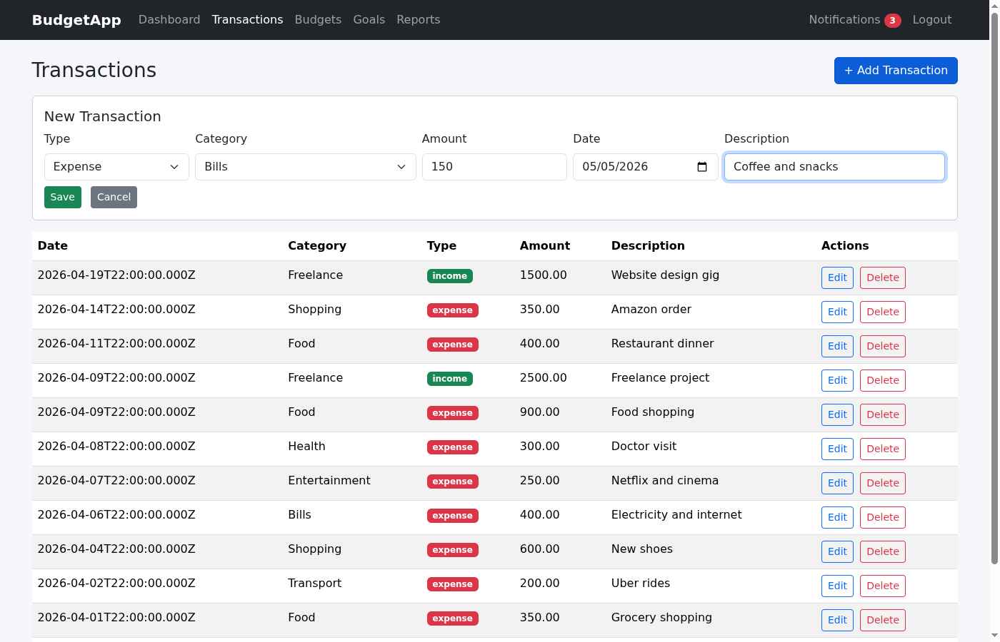 BudgetApp Dashboard Transactions Budgets Goals Reports Notifications 3 Logout
Transactions + Add Transaction
New Transaction
Type Category Amount Date Description
Expense Bills 150 05/05/2026 Coffee and snacks
Save Cancel
Date Category Type Amount Description Actions
2026-04-19T22:00:00.000Z Freelance income 1500.00 Website design gig Edit Delete
2026-04-14T22:00:00.000Z Shopping expense 350.00 Amazon order Edit Delete
2026-04-11T22:00:00.000Z Food expense 400.00 Restaurant dinner Edit Delete
2026-04-09T22:00:00.000Z Freelance income 2500.00 Freelance project Edit Delete
2026-04-09T22:00:00.000Z Food expense 900.00 Food shopping Edit Delete
2026-04-08T22:00:00.000Z Health expense 300.00 Doctor visit Edit Delete
2026-04-07T22:00:00.000Z Entertainment expense 250.00 Netflix and cinema Edit Delete
2026-04-06T22:00:00.000Z Bills expense 400.00 Electricity and internet Edit Delete
2026-04-04T22:00:00.000Z Shopping expense 600.00 New shoes Edit Delete
2026-04-02T22:00:00.000Z Transport expense 200.00 Uber rides Edit Delete
2026-04-01T22:00:00.000Z Food expense 350.00 Grocery shopping Edit Delete